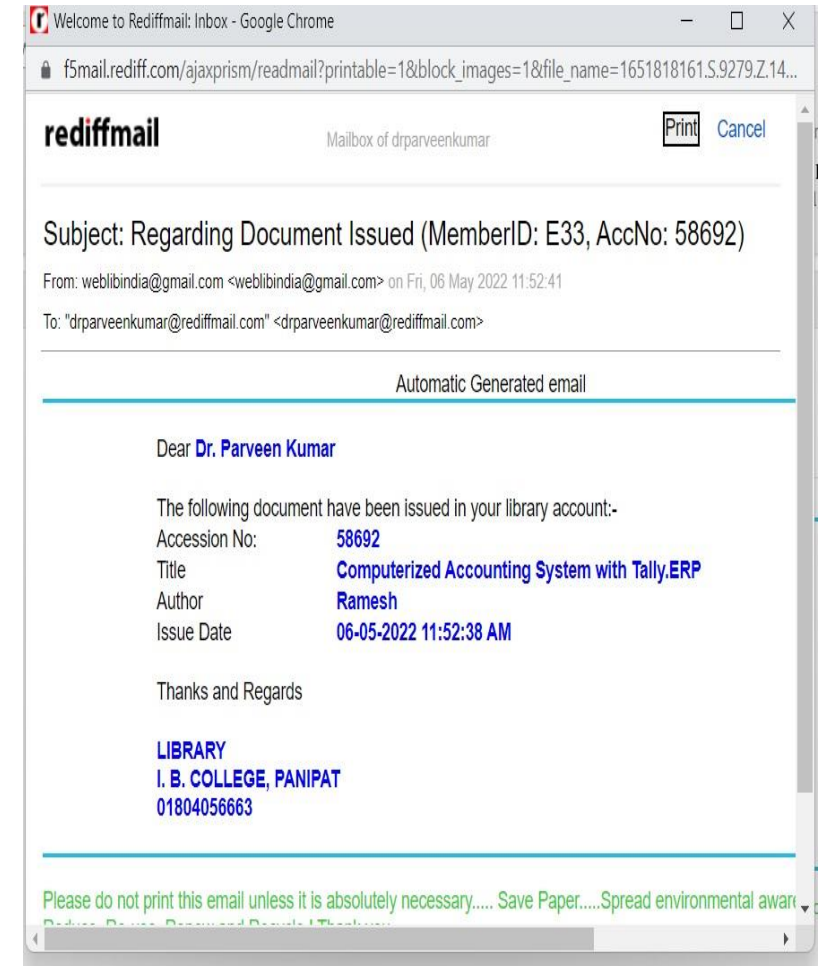 Welcome to Rediffmail: Inbox - Google Chrome
f5mail.rediff.com/ajaxprism/readmail?printable=1&block_images=1&file_name=1651818161.S.9279.Z.14...
rediffmail Mailbox of drparveenkumar Print Cancel
Subject: Regarding Document Issued (MemberID: E33, AccNo: 58692)
From: weblibindia@gmail.com <weblibindia@gmail.com> on Fri, 06 May 2022 11:52:41
To: "drparveenkumar@rediffmail.com" <drparveenkumar@rediffmail.com>
Automatic Generated email
Dear Dr. Parveen Kumar
The following document have been issued in your library account:-
Accession No: 58692
Title Computerized Accounting System with Tally.ERP
Author Ramesh
Issue Date 06-05-2022 11:52:38 AM
Thanks and Regards
LIBRARY
I. B. COLLEGE, PANIPAT
01804056663
Please do not print this email unless it is absolutely necessary..... Save Paper.....Spread environmental